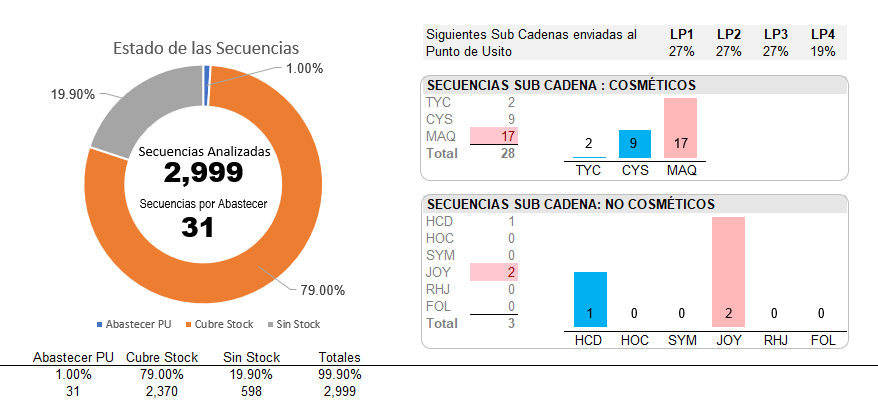 Estado de las Secuencias
1.00%
19.90%
Secuencias Analizadas
2,999
Secuencias por Abastecer
31
79.00%
Abastecer PU Cubre Stock Sin Stock
Abastecer PU Cubre Stock Sin Stock Totales
1.00% 79.00% 19.90% 99.90%
31 2,370 598 2,999
Siguientes Sub Cadenas enviadas al LP1 LP2 LP3 LP4
Punto de Usito 27% 27% 27% 19%
SECUENCIAS SUB CADENA : COSMÉTICOS
TYC 2
CYS 9
MAQ 17
Total 28
2 9 17
TYC CYS MAQ
SECUENCIAS SUB CADENA: NO COSMÉTICOS
HCD 1
HOC 0
SYM 0
JOY 2
RHJ 0
FOL 0
Total 3
1 0 0 2 0 0
HCD HOC SYM JOY RHJ FOL